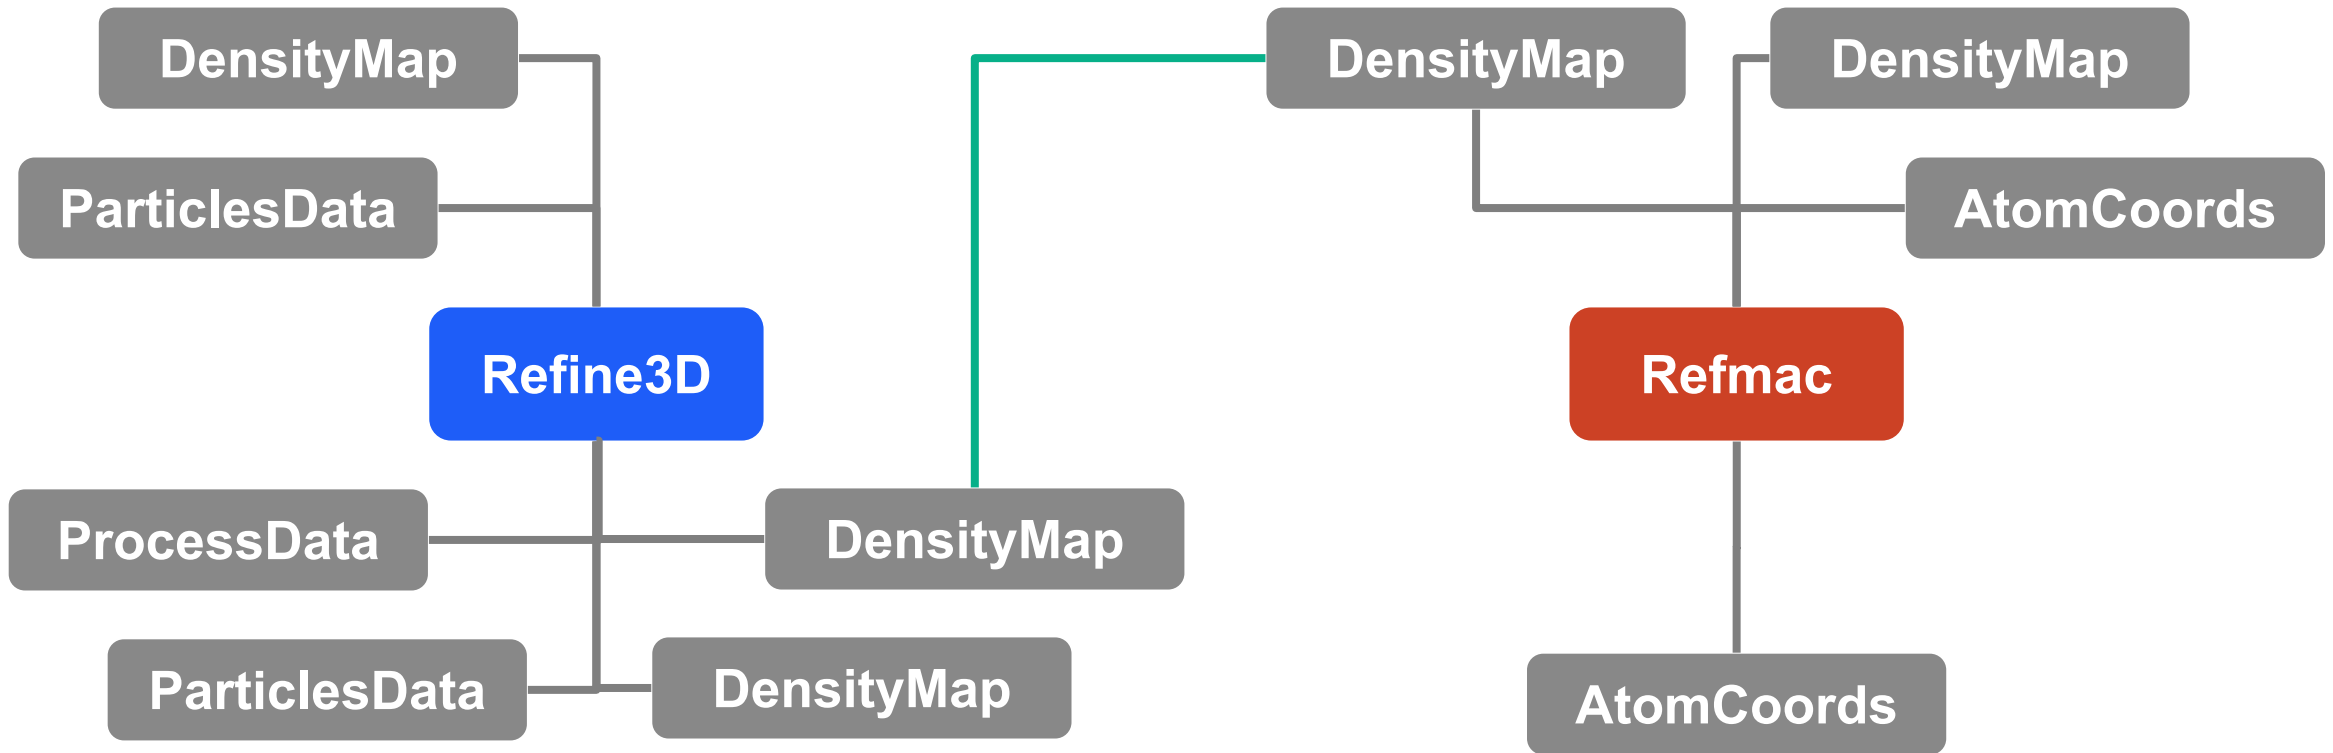 DensityMap
DensityMap
DensityMap
ParticlesData
AtomCoords
Refine3D
Refmac
ProcessData
DensityMap
ParticlesData
DensityMap
AtomCoords